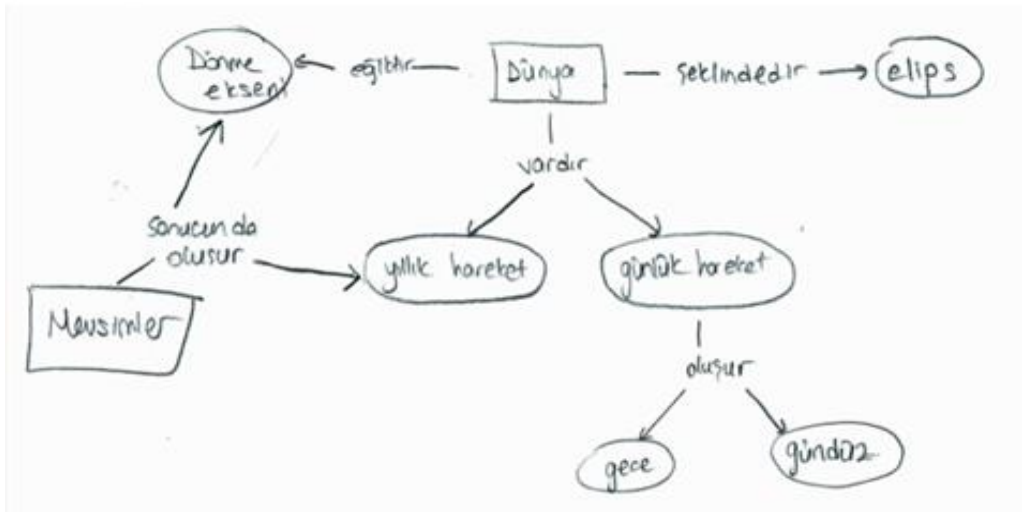 Dönme
ekseni
eğiktir
Dünya
şeklindedir
elips
vardır
Sonucunda
oluşur
yıllık hareket
günlük hareket
Mevsimler
oluşur
gece
gündüz